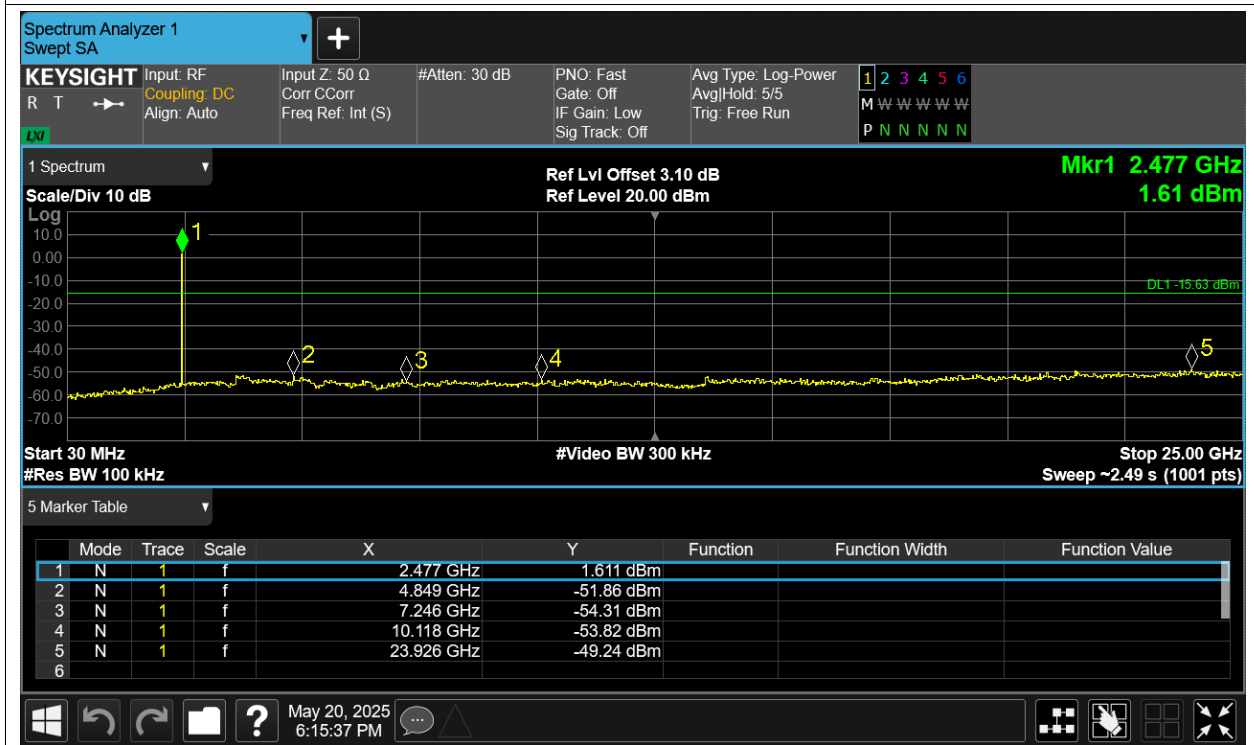 Spectrum Analyzer 1
Swept SA
+
KEYSIGHT
R T
LXI
Input: RF
Coupling: DC
Align: Auto
Input Z: 50 Ω
Corr CCorr
Freq Ref: Int (S)
#Atten: 30 dB
PNO: Fast
Gate: Off
IF Gain: Low
Sig Track: Off
Avg Type: Log-Power
Avg|Hold: 5/5
Trig: Free Run
1 2 3 4 5 6
M W W W W W
P N N N N N
1 Spectrum
Scale/Div 10 dB
Ref Lvl Offset 3.10 dB
Ref Level 20.00 dBm
Mkr1 2.477 GHz
1.61 dBm
Log
10.0
0.00
-10.0
-20.0
-30.0
-40.0
-50.0
-60.0
-70.0
1
DL1 -15.63 dBm
2
3
4
5
Start 30 MHz
#Video BW 300 kHz
Stop 25.00 GHz
#Res BW 100 kHz
Sweep ~2.49 s (1001 pts)
5 Marker Table
Mode Trace Scale X Y Function Function Width Function Value
1 N 1 f 2.477 GHz 1.611 dBm
2 N 1 f 4.849 GHz -51.86 dBm
3 N 1 f 7.246 GHz -54.31 dBm
4 N 1 f 10.118 GHz -53.82 dBm
5 N 1 f 23.926 GHz -49.24 dBm
6
?
May 20, 2025
6:15:37 PM